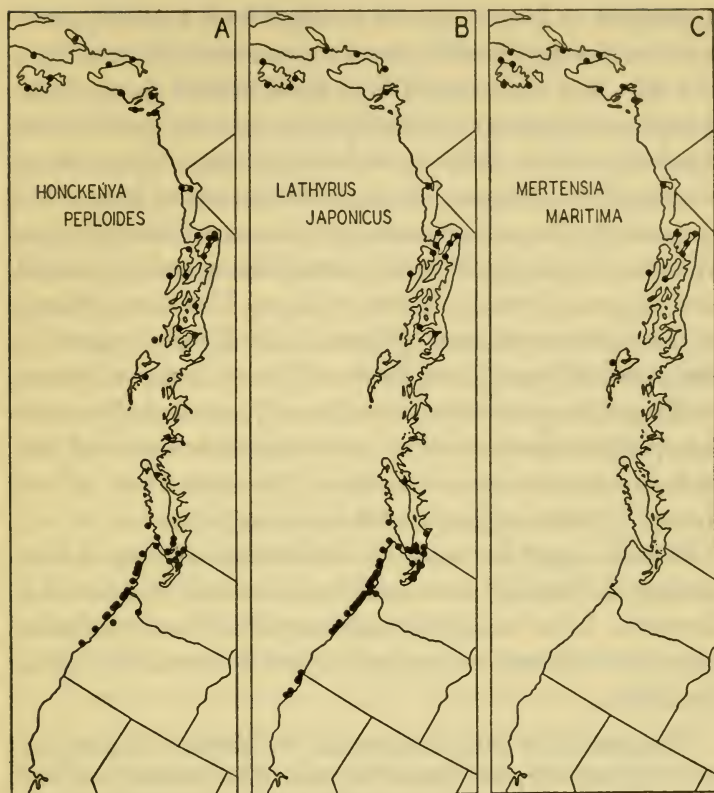 A
HONCKENYA
PEPLOIDES
B
LATHYRUS
JAPONICUS
C
MERTENSIA
MARITIMA